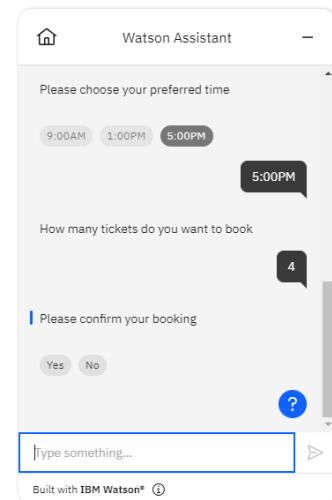 Watson Assistant
Please choose your preferred time
9:00AM 1:00PM 5:00PM
5:00PM
How many tickets do you want to book
4
Please confirm your booking
Yes No
?
Type something...
Built with IBM Watson®